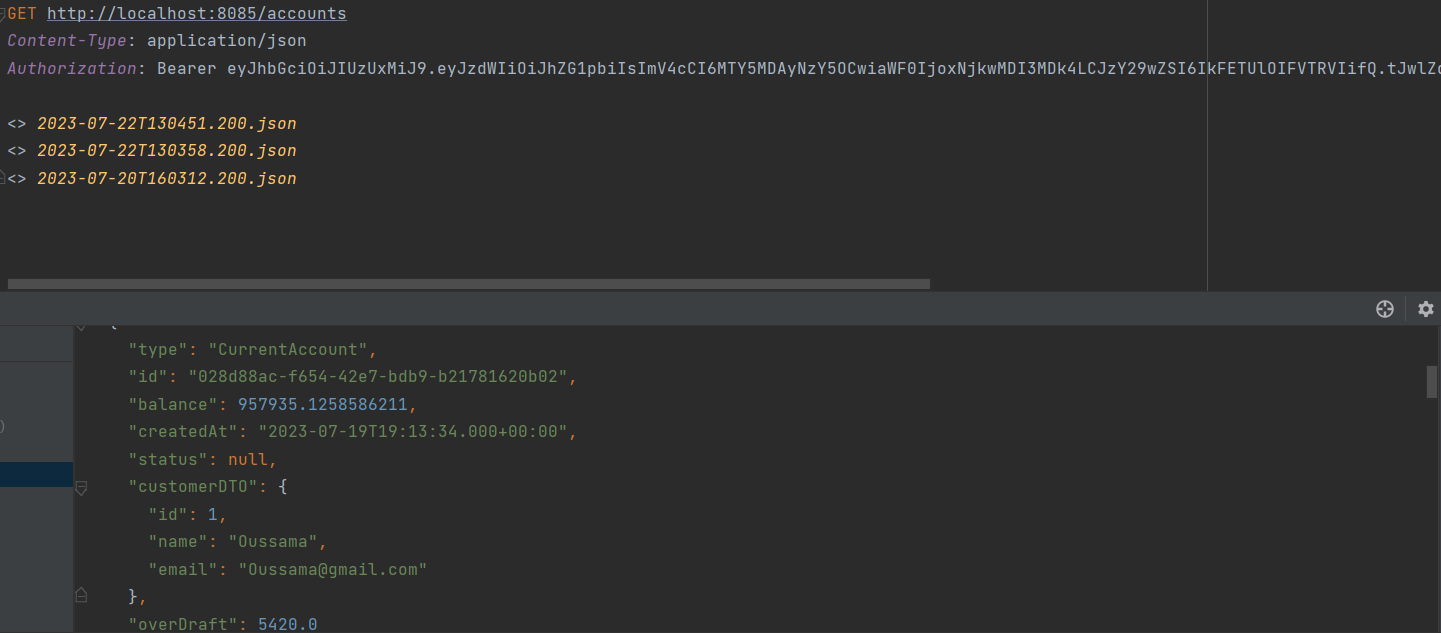 GET http://localhost:8085/accounts
Content-Type: application/json
Authorization: Bearer eyJhbGciOiJIUzUxMiJ9.eyJzdWIiOiJhZG1pbiIsImV4cCI6MTY5MDAyNzY5OCwiaWF0IjoxNjkwMDI3MDk4LCJzY29wZSI6IkFETUlOIFVTRVIifQ.tJwlZ
<> 2023-07-22T130451.200.json
<> 2023-07-22T130358.200.json
<> 2023-07-20T160312.200.json
"type": "CurrentAccount",
"id": "028d88ac-f654-42e7-bdb9-b21781620b02",
"balance": 957935.1258586211,
"createdAt": "2023-07-19T19:13:34.000+00:00",
"status": null,
)
"customerDTO": {
"id": 1,
"name": "Oussama",
"email": "Oussama@gmail.com"
},
"overDraft": 5420.0